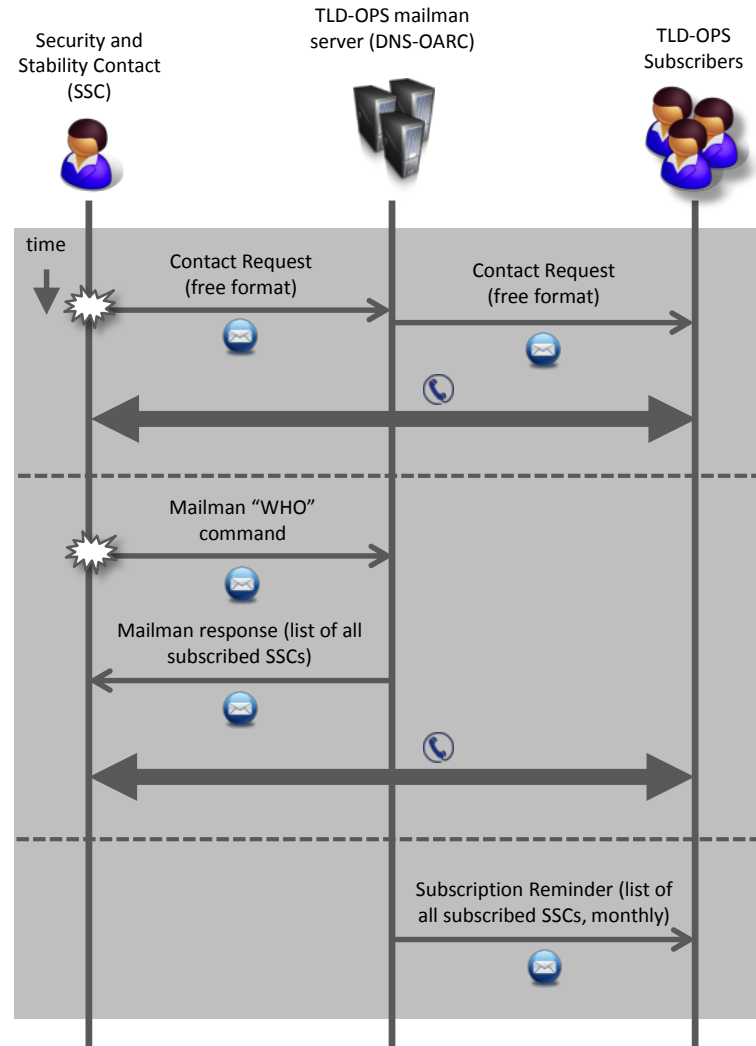 Security and
Stability Contact
(SSC)
TLD-OPS mailman
server (DNS-OARC)
TLD-OPS
Subscribers
time
Contact Request
(free format)
Contact Request
(free format)
Mailman “WHO”
command
Mailman response (list of all
subscribed SSCs)
Subscription Reminder (list of
all subscribed SSCs, monthly)